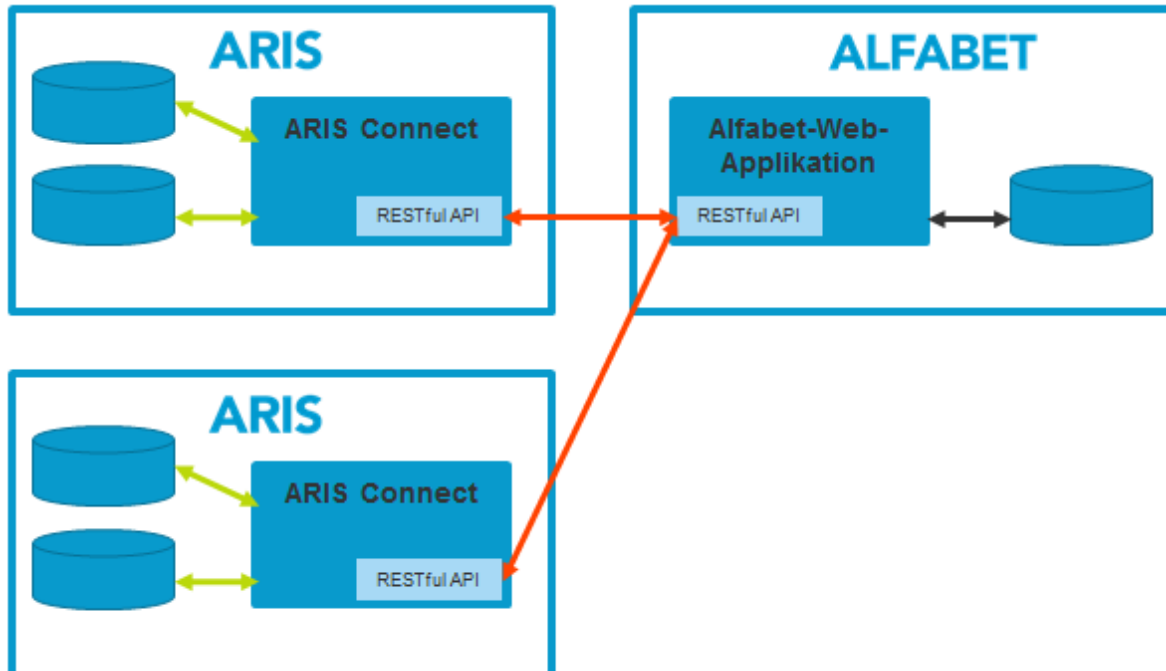 ARIS
ARIS Connect
RESTful API
ALFABET
Alfabet-Web-
Applikation
RESTful API
ARIS
ARIS Connect
RESTful API